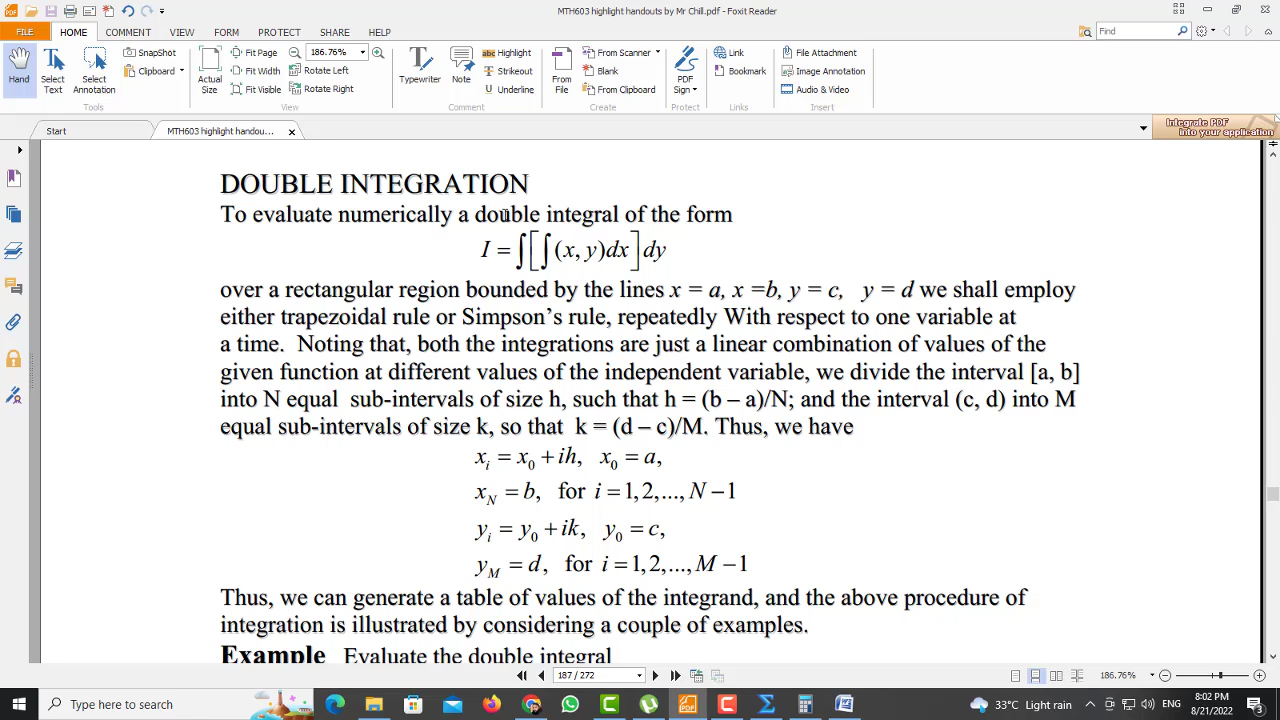 MTH603 highlight handouts by Mr Chill.pdf - Foxit Reader
FILE HOME COMMENT VIEW FORM PROTECT SHARE HELP Find
Hand
Select Text
Select Annotation
SnapShot
Clipboard
Tools
Actual Size
Fit Page
Fit Width
Fit Visible
186.76%
Rotate Left
Rotate Right
View
Typewriter
Note
Highlight
Strikeout
Underline
Comment
From File
From Scanner
Blank
From Clipboard
Create
PDF Sign
Protect
Link
Bookmark
Links
File Attachment
Image Annotation
Audio & Video
Insert
Start
MTH603 highlight handou...
Integrate PDF
into your application
DOUBLE INTEGRATION
To evaluate numerically a double integral of the form
I = ∫[∫(x, y)dx]dy
over a rectangular region bounded by the lines x = a, x =b, y = c, y = d we shall employ
either trapezoidal rule or Simpson’s rule, repeatedly With respect to one variable at
a time. Noting that, both the integrations are just a linear combination of values of the
given function at different values of the independent variable, we divide the interval [a, b]
into N equal sub-intervals of size h, such that h = (b – a)/N; and the interval (c, d) into M
equal sub-intervals of size k, so that k = (d – c)/M. Thus, we have
xᵢ = x₀ + ih, x₀ = a,
x_N = b, for i = 1,2,..., N −1
yᵢ = y₀ + ik, y₀ = c,
y_M = d, for i = 1,2,..., M −1
Thus, we can generate a table of values of the integrand, and the above procedure of
integration is illustrated by considering a couple of examples.
Example Evaluate the double integral
187 / 272
186.76%
Type here to search
33°C Light rain
ENG
8:02 PM
8/21/2022
3